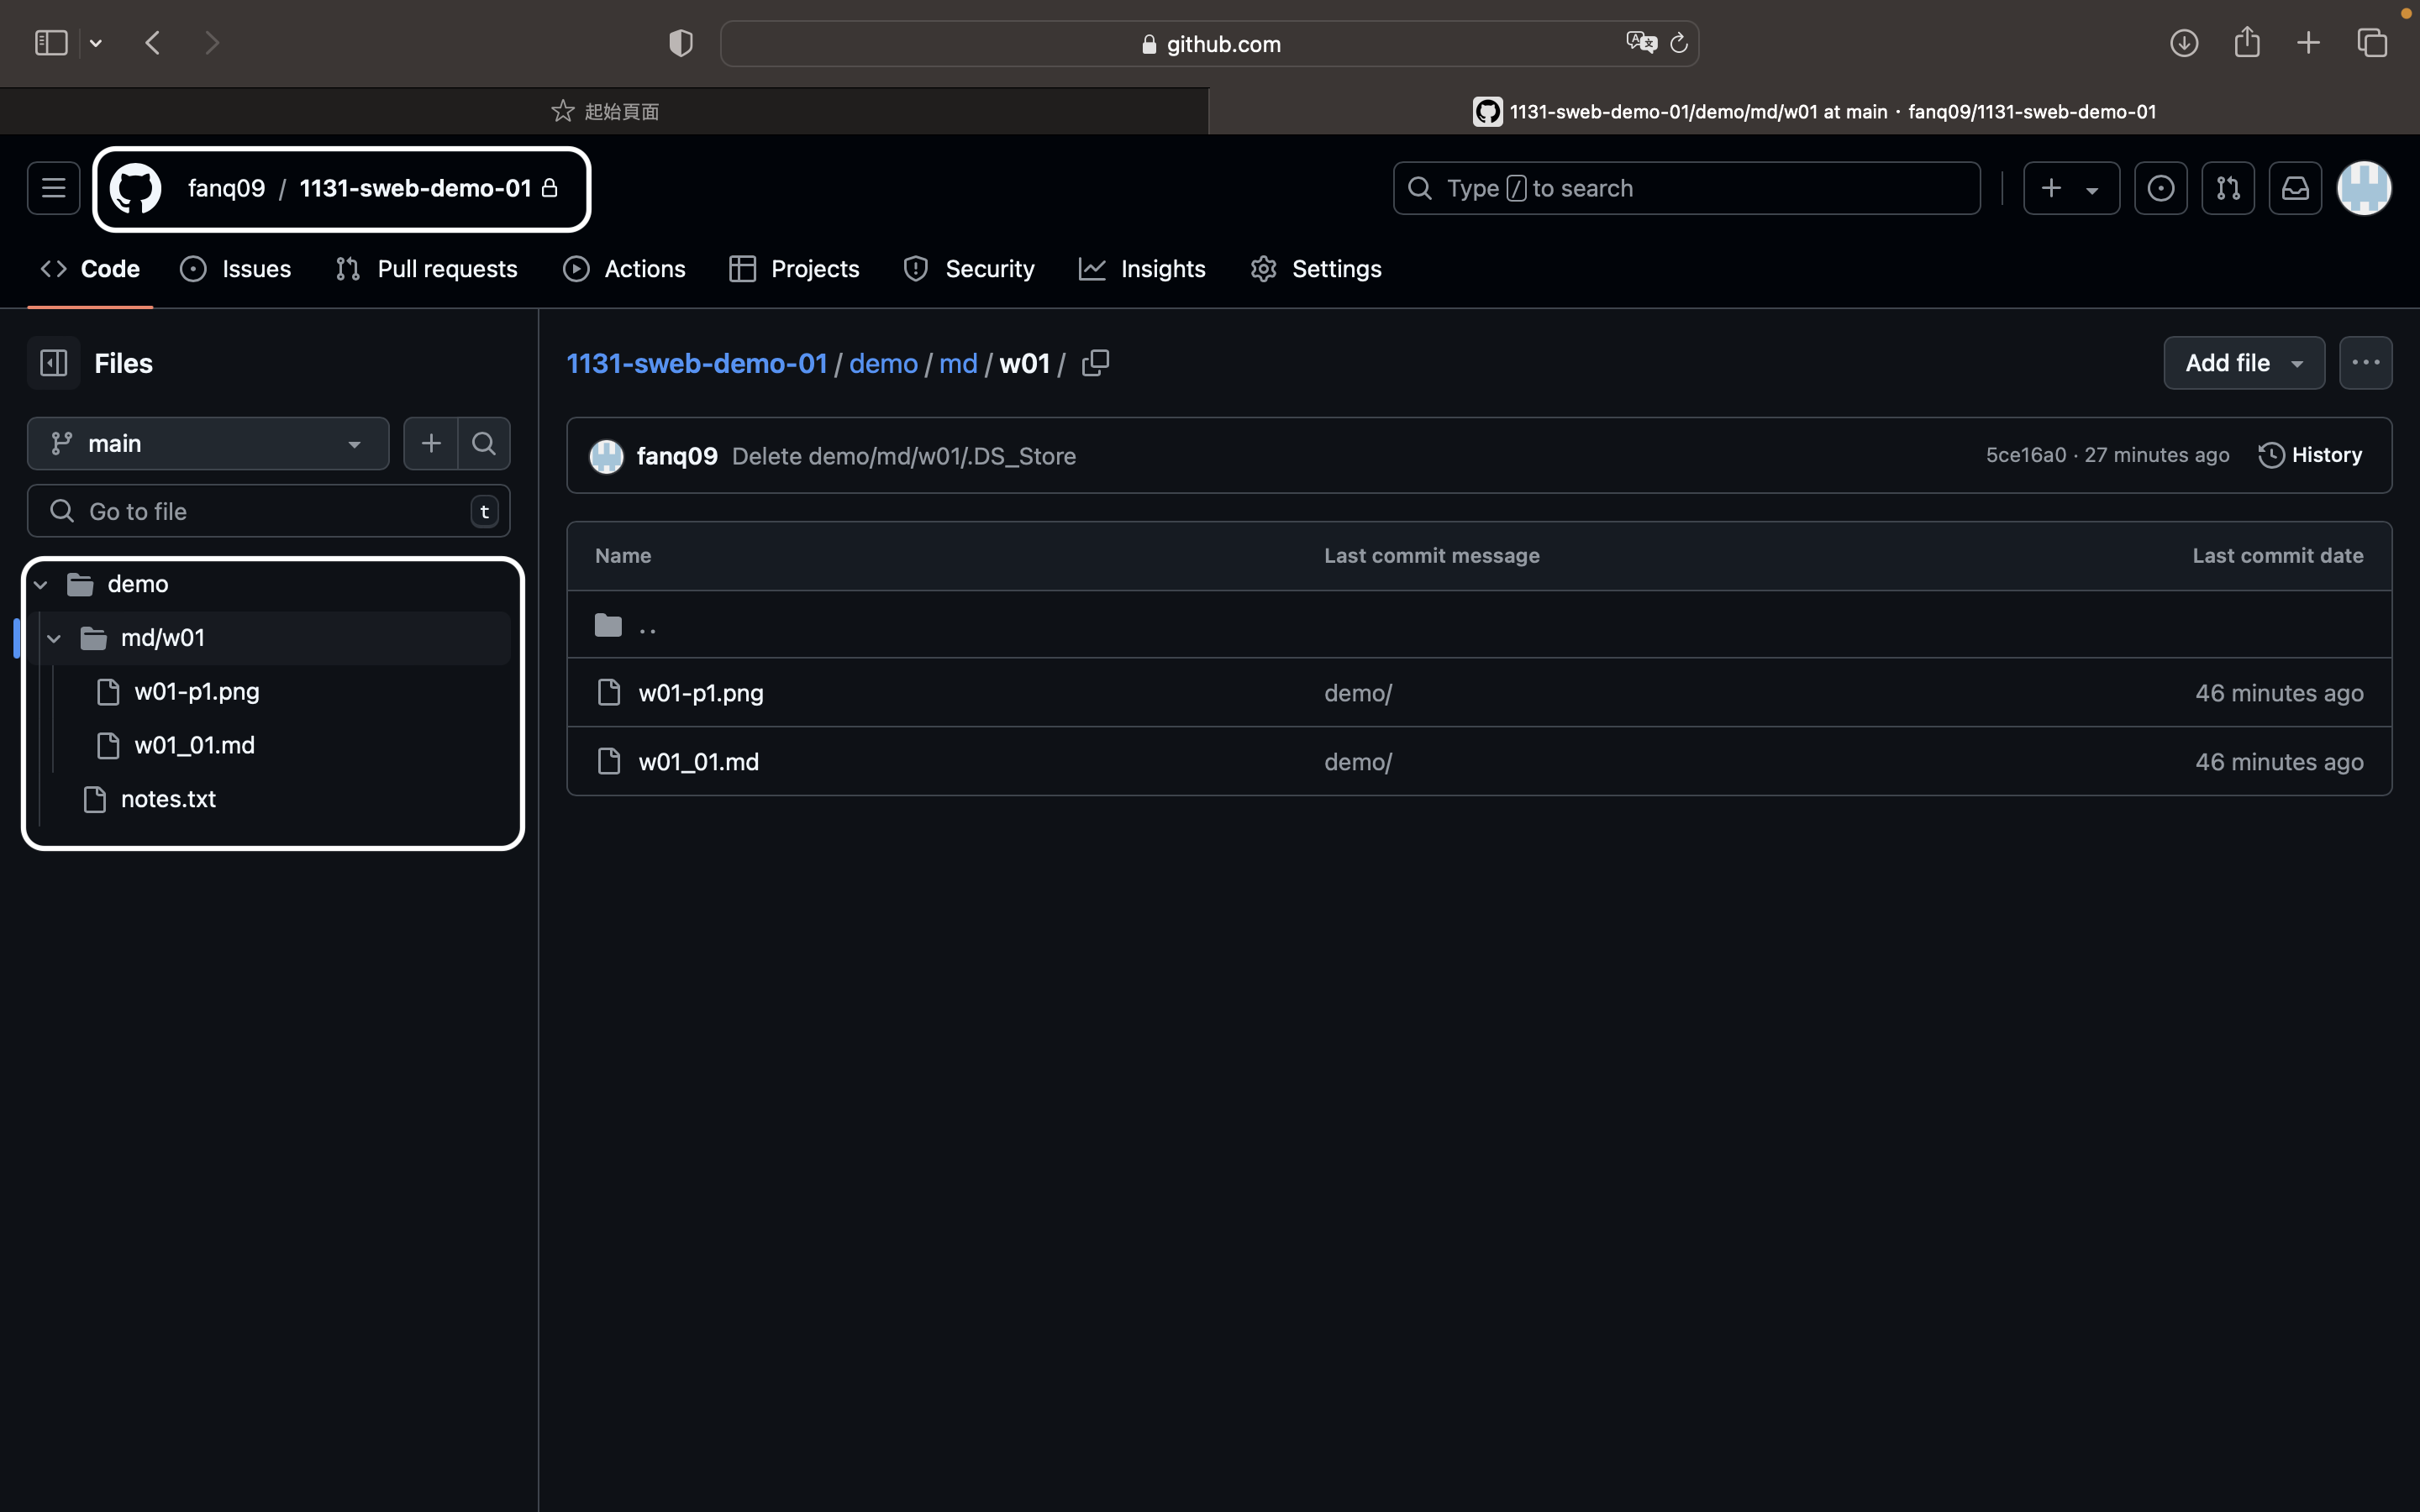 github.com
起始頁面
1131-sweb-demo-01/demo/md/w01 at main · fanq09/1131-sweb-demo-01
fanq09 / 1131-sweb-demo-01
Type / to search
Code Issues Pull requests Actions Projects Security Insights Settings
Files
1131-sweb-demo-01 / demo / md / w01 /
Add file
main
fanq09 Delete demo/md/w01/.DS_Store
5ce16a0 · 27 minutes ago
History
Go to file
t
Name
Last commit message
Last commit date
demo
..
md/w01
w01-p1.png
w01-p1.png demo/ 46 minutes ago
w01_01.md
w01_01.md demo/ 46 minutes ago
notes.txt